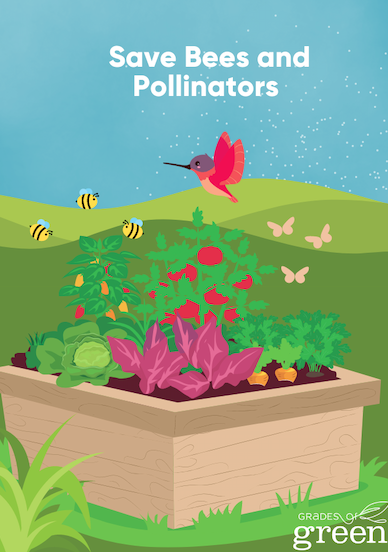 Save Bees and
Pollinators
GRADES of
green